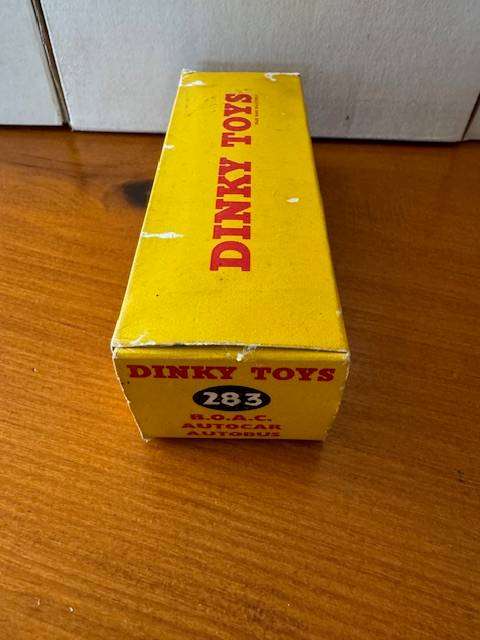 DINKY TOYS
DINKY TOYS
283
B.O.A.C.
AUTOCAR
AUTOBUS